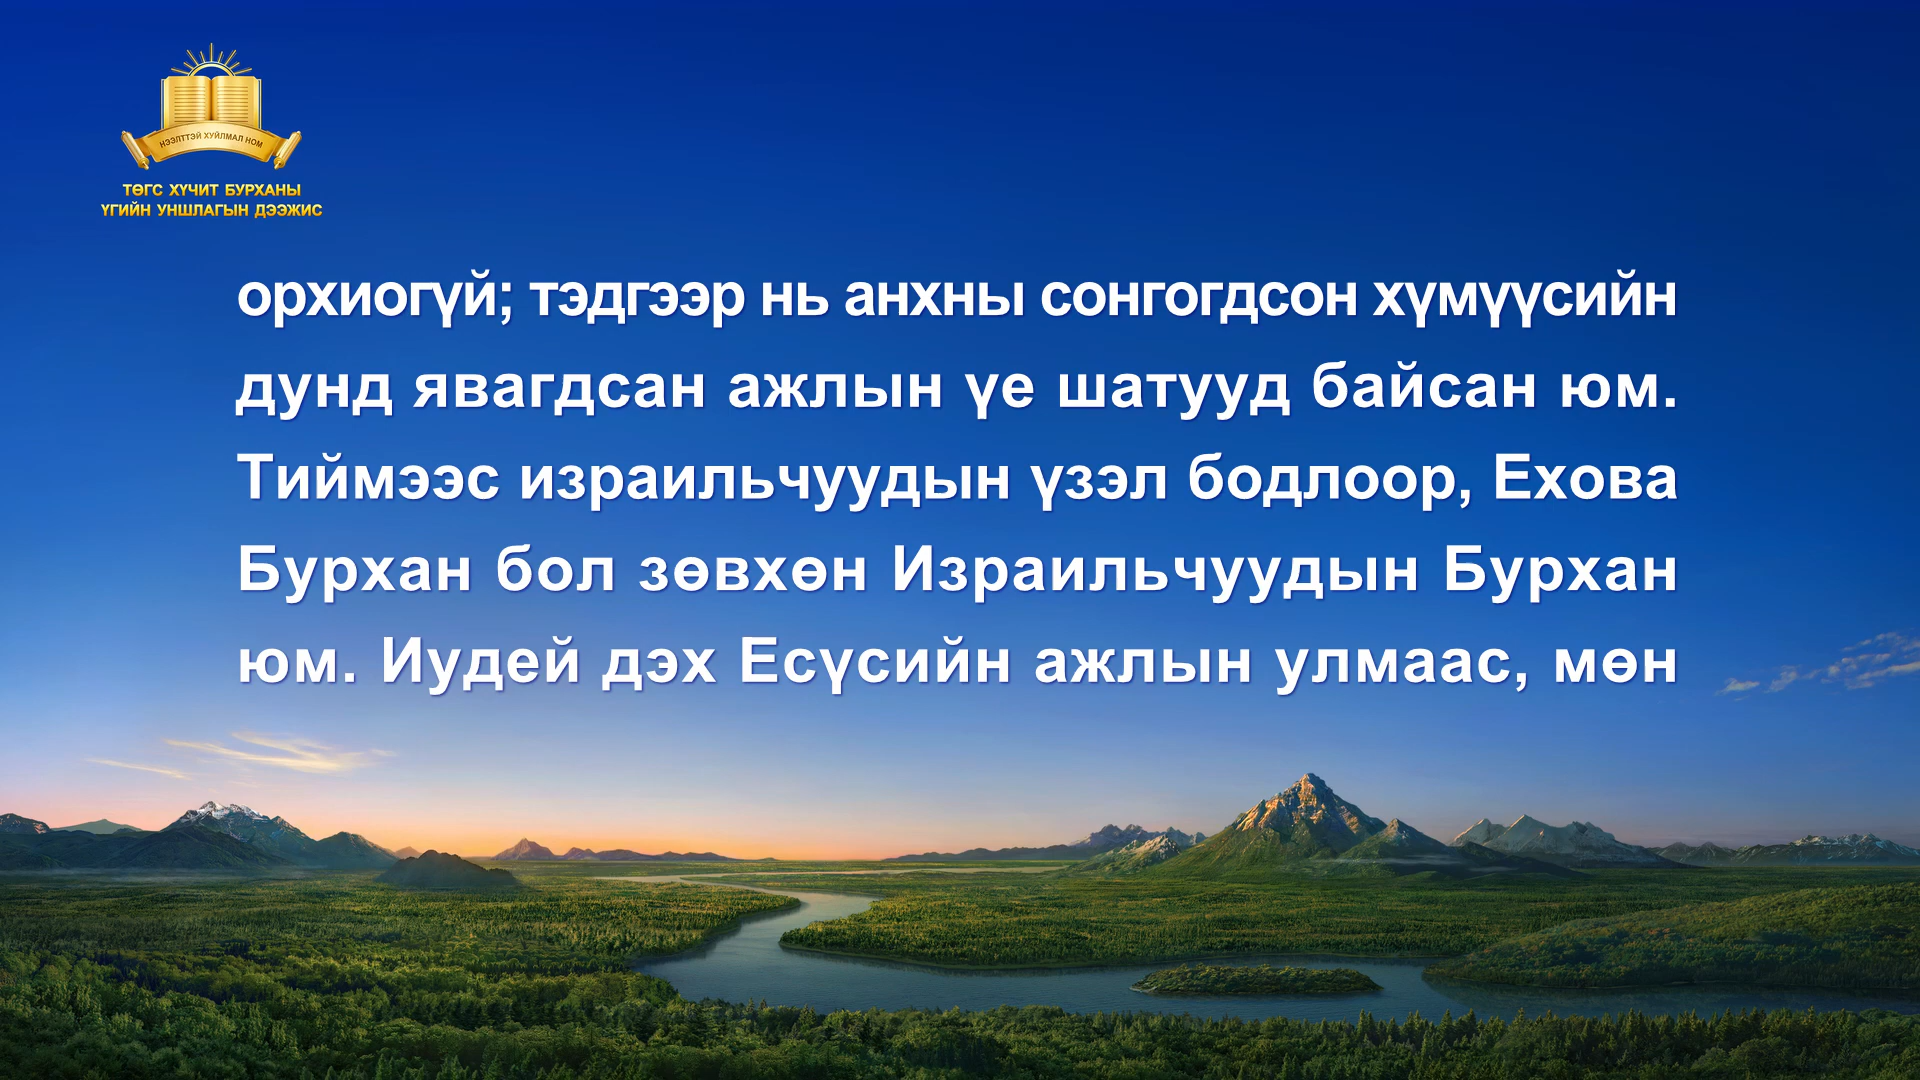 НЭЭЛТТЭЙ ХУЙЛМАЛ НОМ
ТӨГС ХҮЧИТ БУРХАНЫ
ҮГИЙН УНШЛАГЫН ДЭЭЖИС
орхиогүй; тэдгээр нь анхны сонгогдсон хүмүүсийн
дунд явагдсан ажлын үе шатууд байсан юм.
Тиймээс израильчуудын үзэл бодлоор, Ехова
Бурхан бол зөвхөн Израильчуудын Бурхан
юм. Иудей дэх Есүсийн ажлын улмаас, мөн